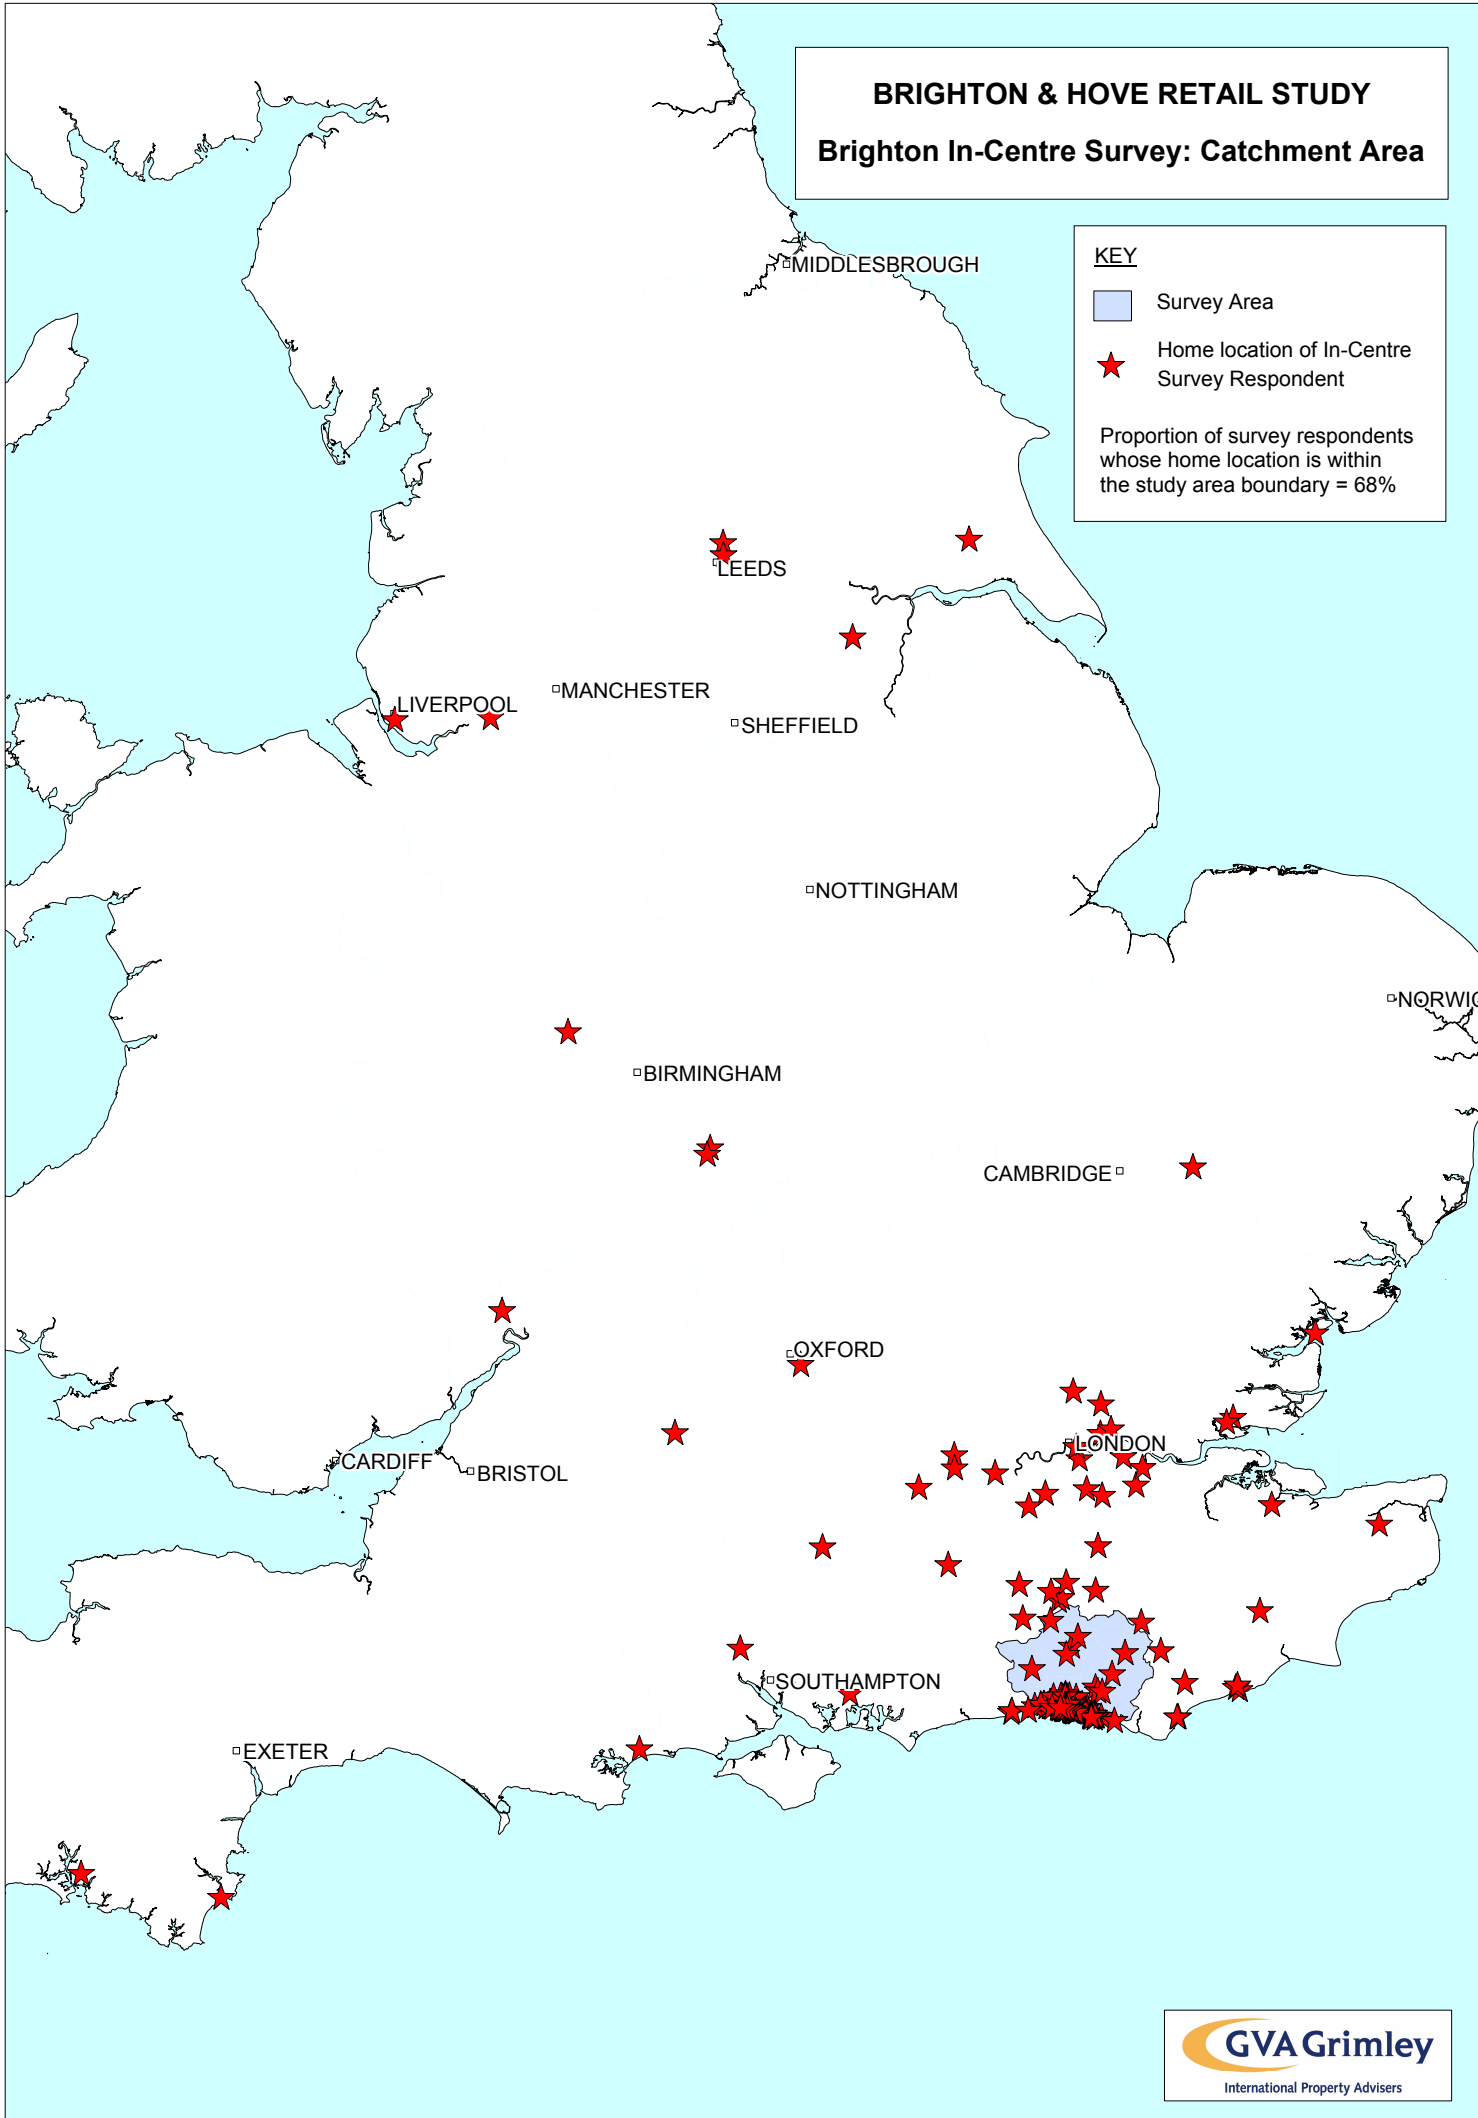 BRIGHTON & HOVE RETAIL STUDY
Brighton In-Centre Survey: Catchment Area
KEY
Survey Area
Home location of In-Centre
Survey Respondent
Proportion of survey respondents
whose home location is within
the study area boundary = 68%
MIDDLESBROUGH
LEEDS
MANCHESTER
LIVERPOOL
SHEFFIELD
NOTTINGHAM
NORWIC
BIRMINGHAM
CAMBRIDGE
OXFORD
LONDON
CARDIFF
BRISTOL
SOUTHAMPTON
EXETER
GVA Grimley
International Property Advisers